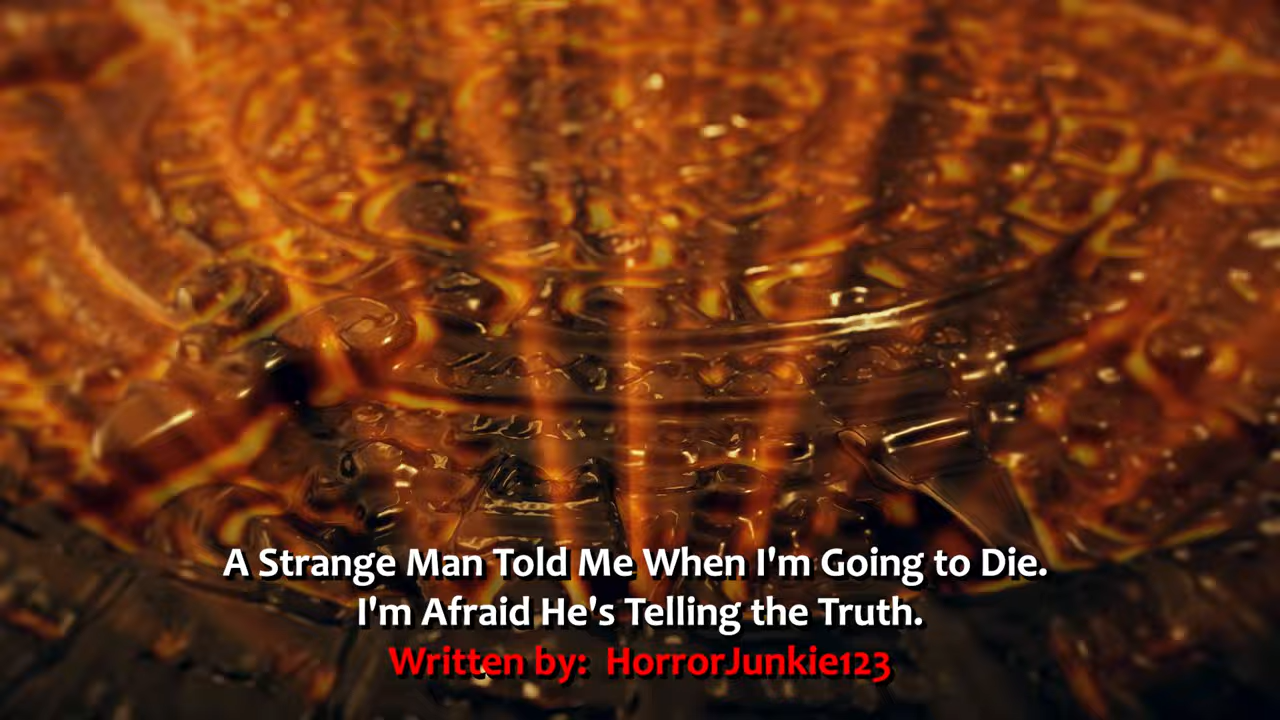 A Strange Man Told Me When I'm Going to Die.
I'm Afraid He's Telling the Truth.
Written by: HorrorJunkie123